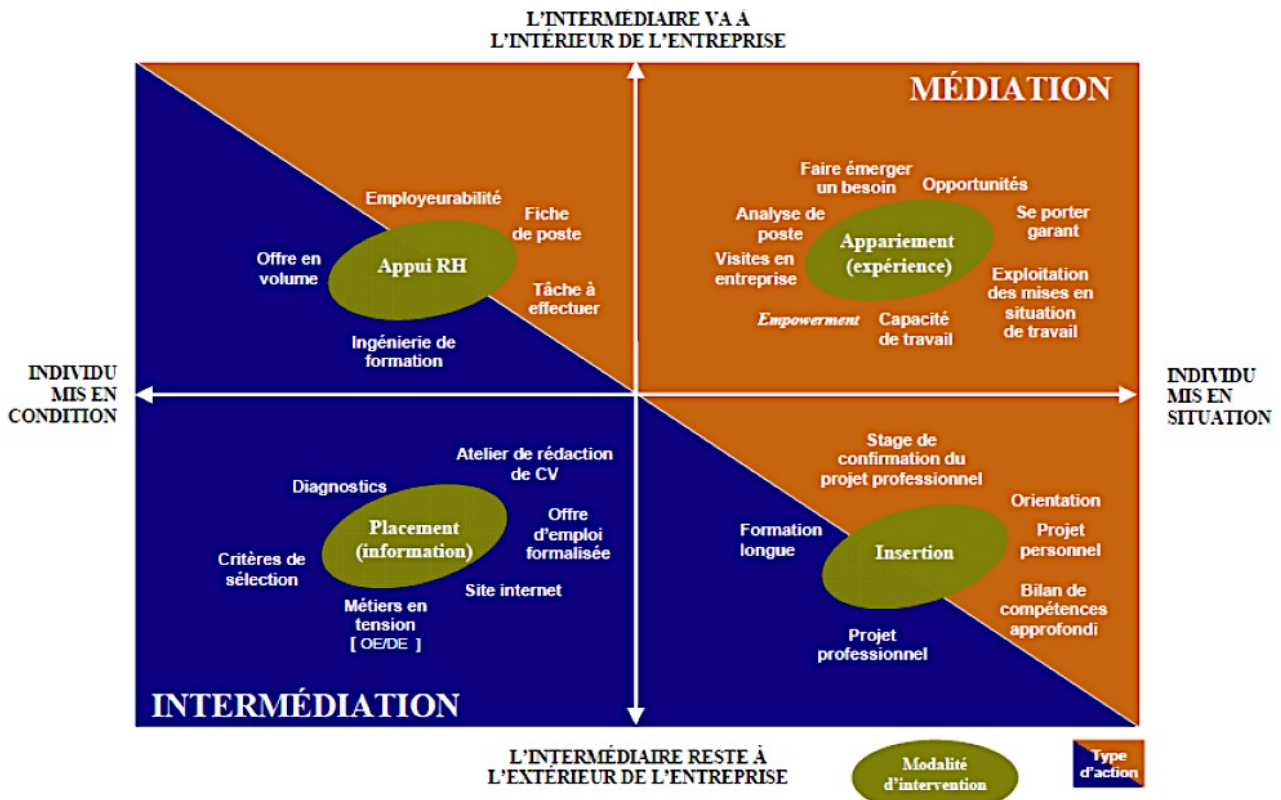 L'INTERMÉDIAIRE VA À
L'INTÉRIEUR DE L'ENTREPRISE
MÉDIATION
Employeurabilité
Fiche
de poste
Offre en
volume
Appui RH
Tâche à
effectuer
Ingénierie de
formation
Faire émerger
un besoin
Opportunités
Analyse de
poste
Se porter
garant
Appariement
(expérience)
Visites en
entreprise
Exploitation
des mises en
situation
de travail
Empowerment
Capacité
de travail
INDIVIDU
MIS EN
CONDITION
INDIVIDU
MIS EN
SITUATION
Atelier de rédaction
de CV
Diagnostics
Placement
(information)
Offre
d'emploi
formalisée
Critères de
sélection
Site internet
Métiers en
tension
[ OE/DE ]
INTERMÉDIATION
Stage de
confirmation du
projet professionnel
Orientation
Formation
longue
Insertion
Projet
personnel
Bilan de
compétences
approfondi
Projet
professionnel
L'INTERMÉDIAIRE RESTE À
L'EXTÉRIEUR DE L'ENTREPRISE
Modalité
d'intervention
Type
d'action